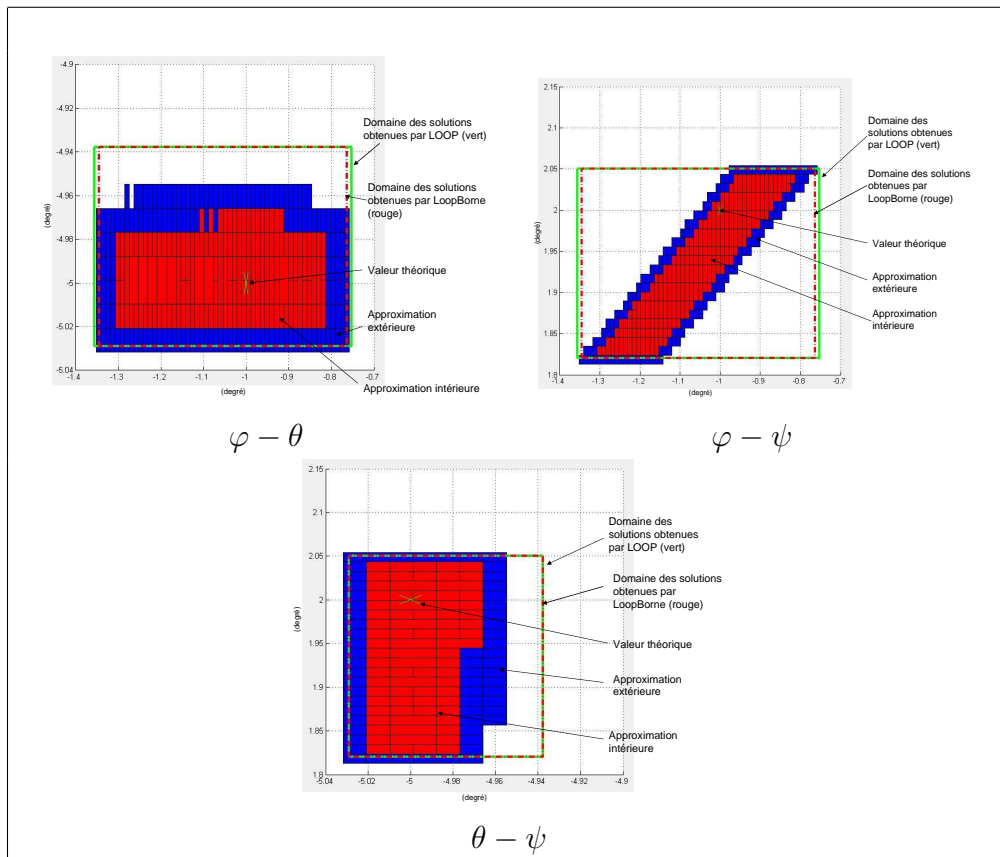 -4.9
-4.92
-4.94
-4.96
-4.98
-5
-5.02
-5.04
(degré)
-1.4
-1.3
-1.2
-1.1
-1
-0.9
-0.8
-0.7
(degré)
Domaine des solutions
obtenues par LOOP (vert)
Domaine des solutions
obtenues par LoopBorne
(rouge)
Valeur théorique
Approximation
extérieure
Approximation intérieure
φ − θ
2.15
2.1
2.05
2
1.95
1.9
1.85
1.8
(degré)
-1.4
-1.3
-1.2
-1.1
-1
-0.9
-0.8
-0.7
(degré)
Domaine des
solutions obtenues
par LOOP (vert)
Domaine des solutions
obtenues par
LoopBorne (rouge)
Valeur théorique
Approximation
extérieure
Approximation
intérieure
φ − ψ
2.15
2.1
2.05
2
1.95
1.9
1.85
1.8
(degré)
-5.04
-5.02
-5
-4.98
-4.96
-4.94
-4.92
-4.9
(degré)
Domaine des
solutions obtenues
par LOOP (vert)
Domaine des solutions
obtenues par
LoopBorne (rouge)
Valeur théorique
Approximation
extérieure
Approximation
intérieure
θ − ψ